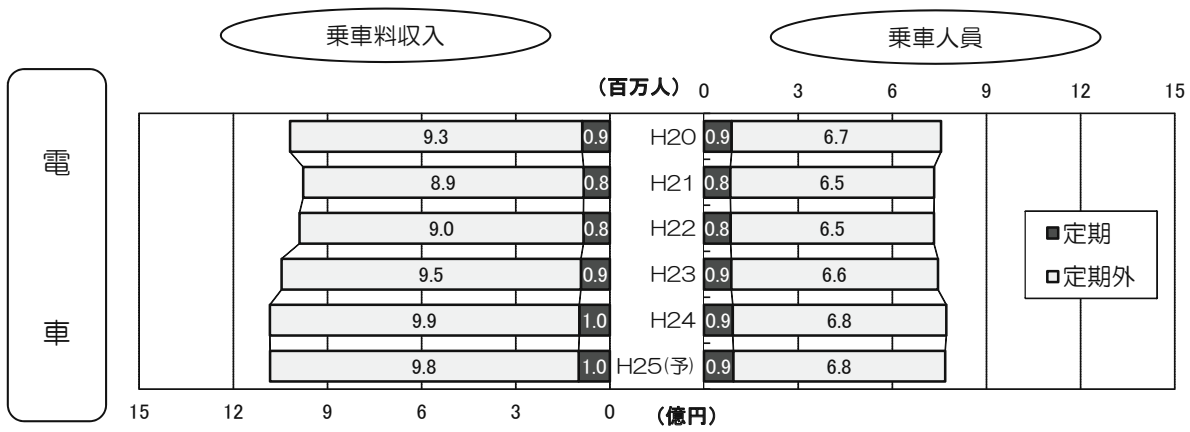 乗車料収入
乗車人員
電車
(百万人) 0 3 6 9 12 15
9.3 0.9 H20 0.9 6.7
8.9 0.8 H21 0.8 6.5
9.0 0.8 H22 0.8 6.5
9.5 0.9 H23 0.9 6.6
9.9 1.0 H24 0.9 6.8
9.8 1.0 H25(予) 0.9 6.8
■定期
□定期外
15 12 9 6 3 0 (億円)